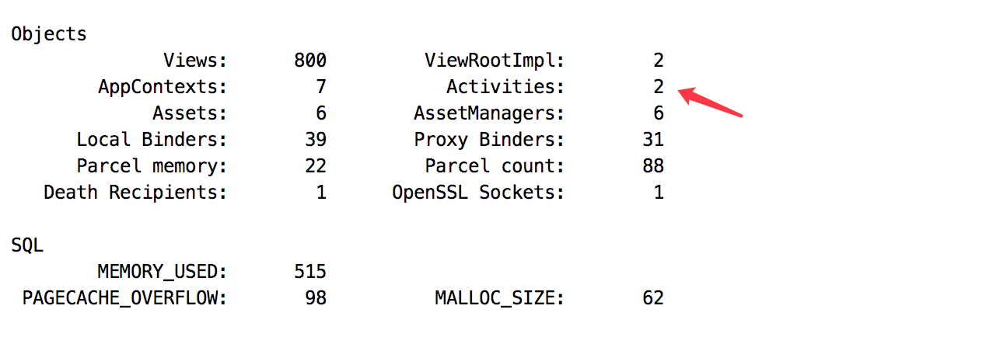 Objects
Views: 800 ViewRootImpl: 2
AppContexts: 7 Activities: 2
Assets: 6 AssetManagers: 6
Local Binders: 39 Proxy Binders: 31
Parcel memory: 22 Parcel count: 88
Death Recipients: 1 OpenSSL Sockets: 1
SQL
MEMORY_USED: 515
PAGECACHE_OVERFLOW: 98 MALLOC_SIZE: 62